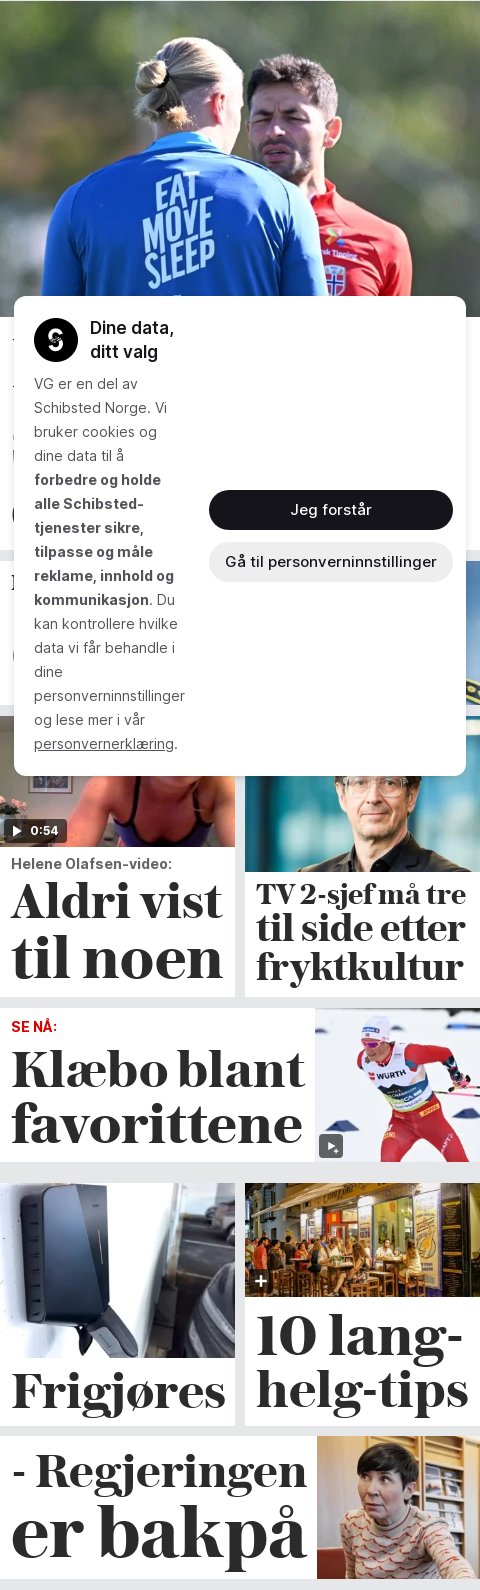 EAT
MOVE
SLEEP
Dine data,
ditt valg
VG er en del av
Schibsted Norge. Vi
bruker cookies og
dine data til å
forbedre og holde
alle Schibsted-
tjenester sikre,
tilpasse og måle
reklame, innhold og
kommunikasjon. Du
kan kontrollere hvilke
data vi får behandle i
dine
personverninnstillinger
og lese mer i vår
personvernerklæring.
Jeg forstår
Gå til personverninnstillinger
0:54
Helene Olafsen-video:
Aldri vist
til noen
TV 2-sjef må tre
til side etter
fryktkultur
SE NÅ:
Klæbo blant
favorittene
WÜRTH
Frigjøres
10 lang-
helg-tips
- Regjeringen
er bakpå